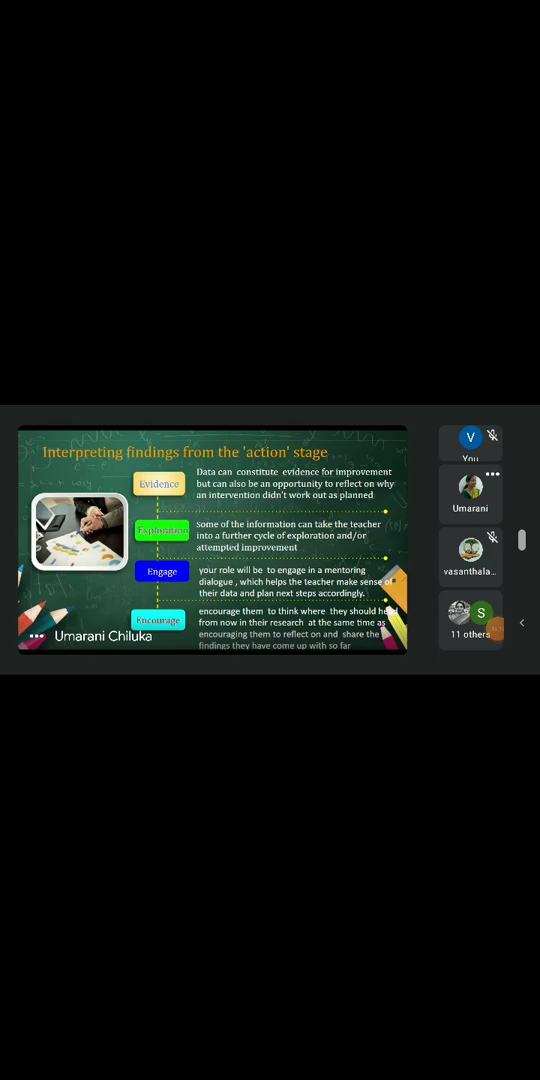 Interpreting findings from the 'action' stage
Evidence
Data can constitute evidence for improvement
but can also be an opportunity to reflect on why
an intervention didn't work out as planned
Exploration
Some of the information can take the teacher
into a further cycle of exploration and/or
attempted improvement
Engage
your role will be to engage in a mentoring
dialogue , which helps the teacher make sense of
their data and plan next steps accordingly.
Encourage
encourage them to think where they should head
from now in their research at the same time as
encouraging them to reflect on and share the
findings they have come up with so far
Umarani Chiluka
V
You
Umarani
vasanthala...
S
11 others